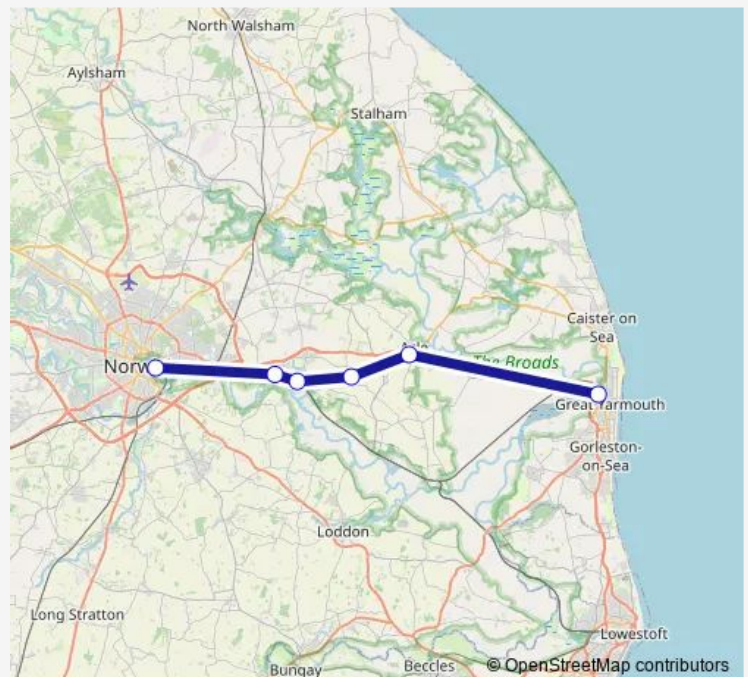 North Walsham
Aylsham
Stalham
Caister on
Sea
Norw
The Broads
Great Yarmouth
Gorleston-
on-Sea
Loddon
Long Stratton
Lowestoft
Bungay
Beccles
© OpenStreetMap contributors